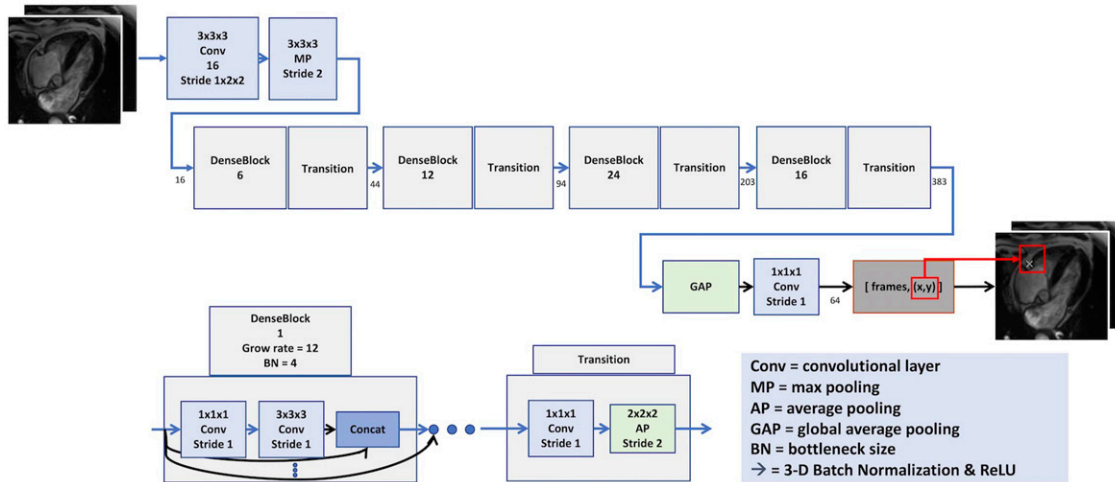 3x3x3
Conv
16
Stride 1x2x2
3x3x3
MP
Stride 2
DenseBlock
6
Transition
DenseBlock
12
Transition
DenseBlock
24
Transition
DenseBlock
16
Transition
16
44
94
203
383
GAP
1x1x1
Conv
Stride 1
64
[ frames, (x,y) ]
DenseBlock
1
Grow rate = 12
BN = 4
1x1x1
Conv
Stride 1
3x3x3
Conv
Stride 1
Concat
Transition
1x1x1
Conv
Stride 1
2x2x2
AP
Stride 2
Conv = convolutional layer
MP = max pooling
AP = average pooling
GAP = global average pooling
BN = bottleneck size
→ = 3-D Batch Normalization & ReLU